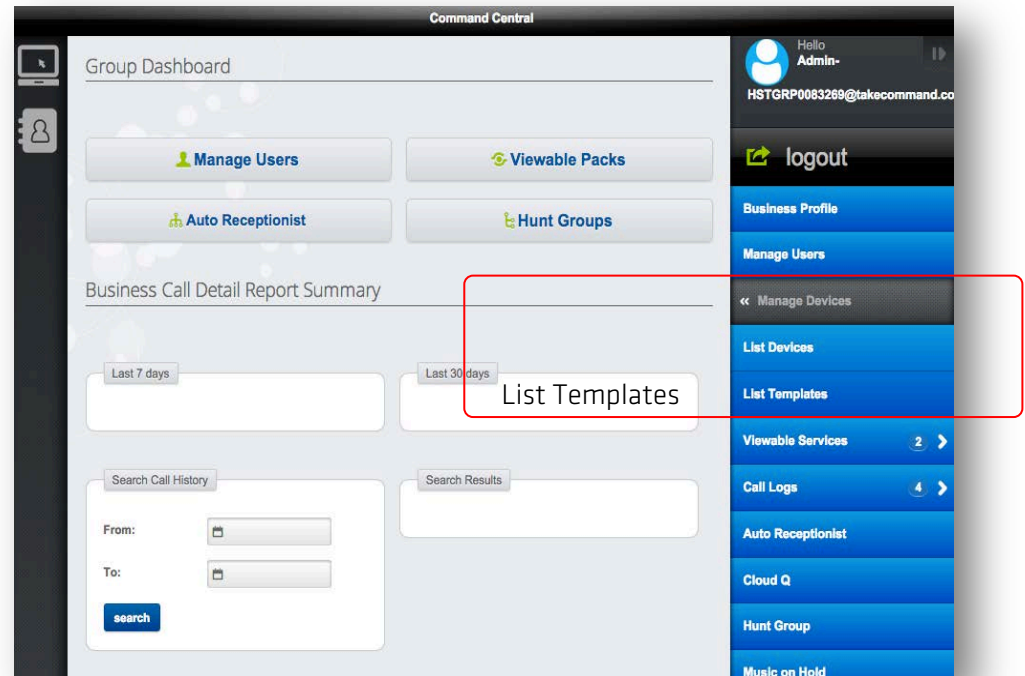 Command Central
Group Dashboard
Manage Users
Viewable Packs
Auto Receptionist
Hunt Groups
Business Call Detail Report Summary
Last 7 days
Last 30 days
List Templates
Search Call History
From:
To:
search
Search Results
Hello
Admin-
HSTGRP0083269@takecommand.co
logout
Business Profile
Manage Users
« Manage Devices
List Devices
List Templates
Viewable Services 2
Call Logs 4
Auto Receptionist
Cloud Q
Hunt Group
Music on Hold